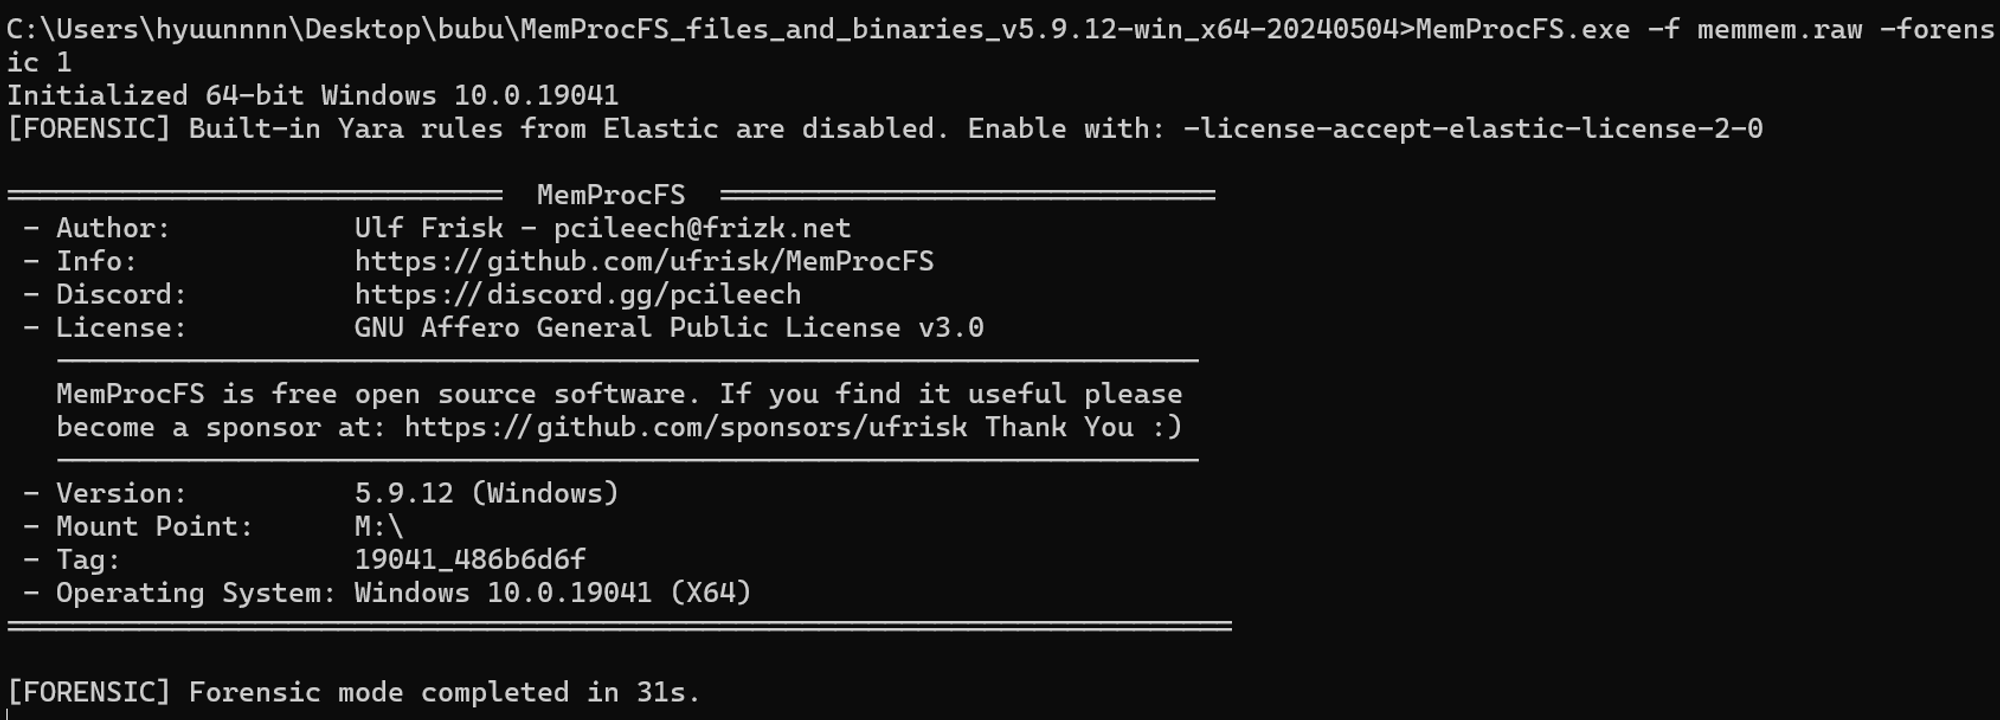 C:\Users\hyuunnnn\Desktop\bubu\MemProcFS_files_and_binaries_v5.9.12-win_x64-20240504>MemProcFS.exe -f memmem.raw -forens
ic 1
Initialized 64-bit Windows 10.0.19041
[FORENSIC] Built-in Yara rules from Elastic are disabled. Enable with: -license-accept-elastic-license-2-0
============================== MemProcFS ==============================
- Author: Ulf Frisk - pcileech@frizk.net
- Info: https://github.com/ufrisk/MemProcFS
- Discord: https://discord.gg/pcileech
- License: GNU Affero General Public License v3.0
---------------------------------------------------------------------
MemProcFS is free open source software. If you find it useful please
become a sponsor at: https://github.com/sponsors/ufrisk Thank You :)
---------------------------------------------------------------------
- Version: 5.9.12 (Windows)
- Mount Point: M:\
- Tag: 19041_486b6d6f
- Operating System: Windows 10.0.19041 (X64)
==========================================================================
[FORENSIC] Forensic mode completed in 31s.